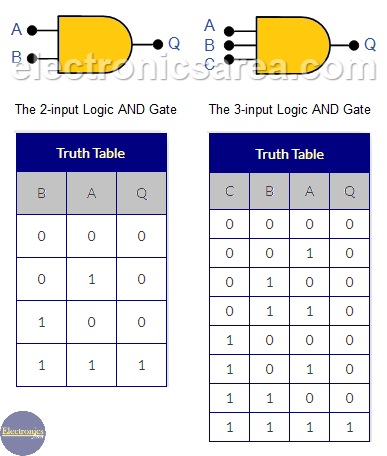 A
B
Q
A
B
C
Q
electronicsarea.com
The 2-input Logic AND Gate
The 3-input Logic AND Gate
Truth Table
B A Q
0 0 0
0 1 0
1 0 0
1 1 1
Truth Table
C B A Q
0 0 0 0
0 0 1 0
0 1 0 0
0 1 1 0
1 0 0 0
1 0 1 0
1 1 0 0
1 1 1 1
Electronics